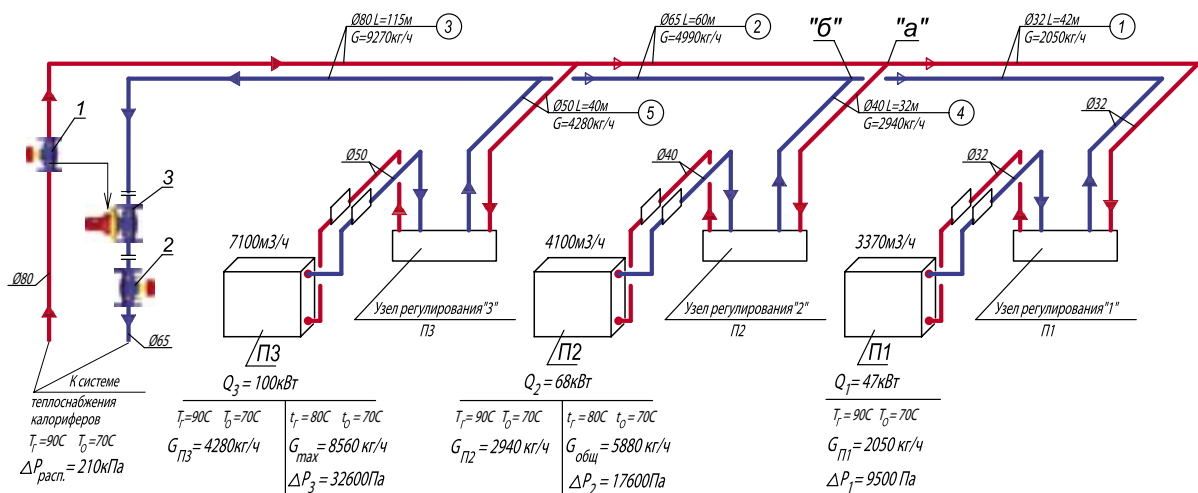 Ø80 L=115м
G=9270кг/ч
3
Ø65 L=60м
G=4990кг/ч
2
"б"
"а"
Ø32 L=42м
G=2050кг/ч
1
Ø50 L=40м
G=4280кг/ч
5
Ø40 L=32м
G=2940кг/ч
4
Ø32
1
3
2
Ø80
Ø65
Ø50
Ø40
Ø32
7100м3/ч
4100м3/ч
3370м3/ч
Узел регулирования"3"
П3
Узел регулирования"2"
П2
Узел регулирования"1"
П1
П3
П2
П1
К системе
теплоснабжения
калориферов
Tг=90С To=70С
△Pрасп.= 210кПа
Q3 = 100кВт
Tг=90С To=70С
GП3= 4280кг/ч
tг= 80С to= 70С
Gmax= 8560 кг/ч
△P3 = 32600Па
Q2 = 68кВт
Tг= 90С To= 70С
GП2= 2940 кг/ч
tг= 80С to= 70С
Gобщ= 5880 кг/ч
△P2 = 17600Па
Q1= 47кВт
Tг= 90С To= 70С
GП1= 2050 кг/ч
△P1= 9500 Па